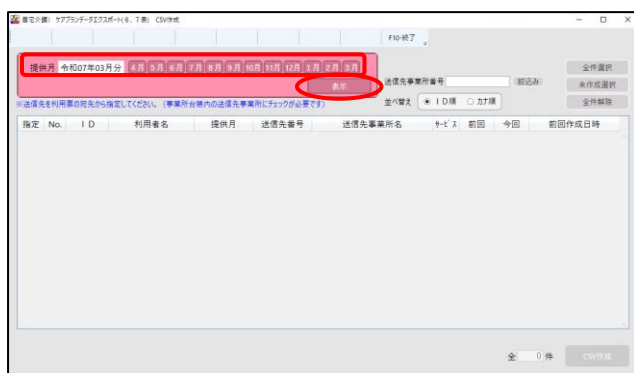 居宅介護） ケアプランデータエクスポート（6．7表） CSV作成
F10-終了
提供月 令和07年03月分 4月 5月 6月 7月 8月 9月 10月 11月 12月 1月 2月 3月
表示
送信先事業所番号 絞込み
全件選択
未作成選択
※送信先を利用票の宛先から指定してください。（事業所台帳内の送信先事業所にチェックが必要です）
並べ替え ID順 カナ順
全件解除
指定 No. ID 利用者名 提供月 送信先番号 送信先事業所名 ｻｰﾋﾞｽ 前回 今回 前回作成日時
全 0 件 CSV作成